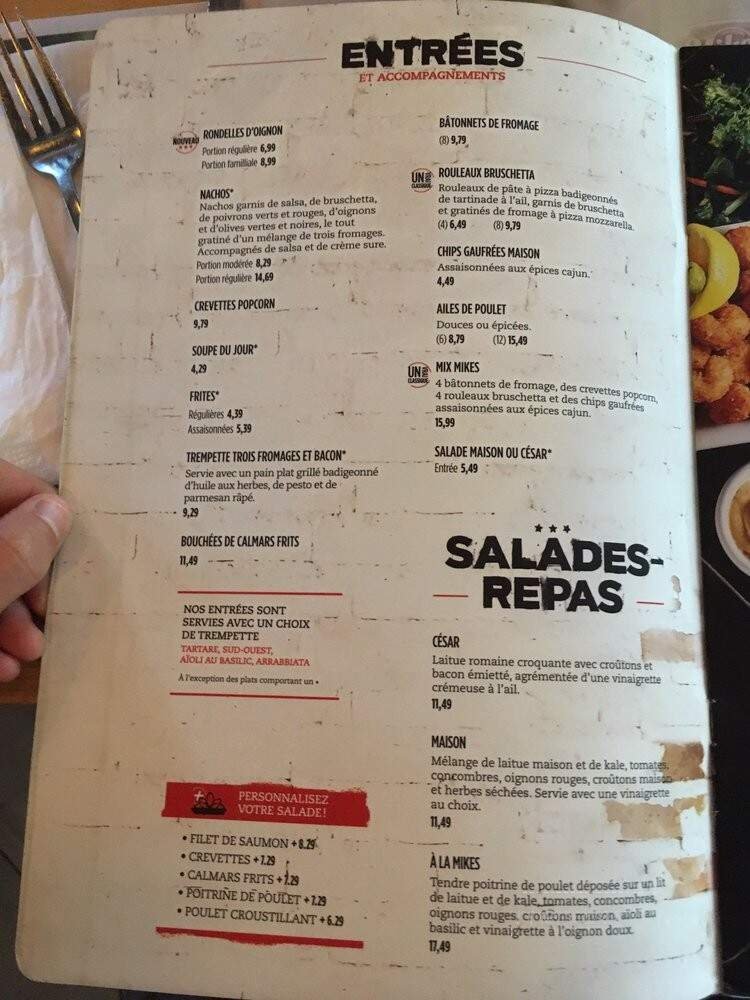 ENTRÉES
ET ACCOMPAGNEMENTS
NOUVEAU
RONDELLES D'OIGNON
Portion régulière 6,99
Portion familliale 8,99
NACHOS*
Nachos garnis de salsa, de bruschetta,
de poivrons verts et rouges, d'oignons
et d'olives vertes et noires, le tout
gratiné d'un mélange de trois fromages.
Accompagnés de salsa et de crème sure.
Portion modérée 8,29
Portion régulière 14,69
CREVETTES POPCORN
9,79
SOUPE DU JOUR*
4,29
FRITES*
Régulières 4,39
Assaisonnées 5,39
TREMPETTE TROIS FROMAGES ET BACON*
Servie avec un pain plat grillé badigeonné
d'huile aux herbes, de pesto et de
parmesan râpé.
9,29
BOUCHÉES DE CALMARS FRITS
11,49
NOS ENTRÉES SONT
SERVIES AVEC UN CHOIX
DE TREMPETTE
TARTARE, SUD-OUEST,
AÏOLI AU BASILIC, ARRABBIATA
À l'exception des plats comportant un *
PERSONNALISEZ
VOTRE SALADE!
• FILET DE SAUMON +8.29
• CREVETTES +7.29
• CALMARS FRITS +7.29
• POITRINE DE POULET +7.29
• POULET CROUSTILLANT +6.29
BÂTONNETS DE FROMAGE
(8) 9,79
UN
CLASSIQUE
ROULEAUX BRUSCHETTA
Rouleaux de pâte à pizza badigeonnés
de tartinade à l'ail, garnis de bruschetta
et gratinés de fromage à pizza mozzarella.
(4) 6,49 (8) 9,79
CHIPS GAUFRÉES MAISON
Assaisonnées aux épices cajun.
4,49
AILES DE POULET
Douces ou épicées.
(6) 8,79 (12) 15,49
UN
CLASSIQUE
MIX MIKES
4 bâtonnets de fromage, des crevettes popcorn,
4 rouleaux bruschetta et des chips gaufrées
assaisonnées aux épices cajun.
15,99
SALADE MAISON OU CÉSAR*
Entrée 5,49
SALADES-
REPAS
CÉSAR
Laitue romaine croquante avec croûtons et
bacon émietté, agrémentée d'une vinaigrette
crémeuse à l'ail.
11,49
MAISON
Mélange de laitue maison et de kale, tomates,
concombres, oignons rouges, croûtons maison
et herbes séchées. Servie avec une vinaigrette
au choix.
11,49
À LA MIKES
Tendre poitrine de poulet déposée sur un lit
de laitue et de kale, tomates, concombres,
oignons rouges, croûtons maison, aïoli au
basilic et vinaigrette à l'oignon doux.
17,49